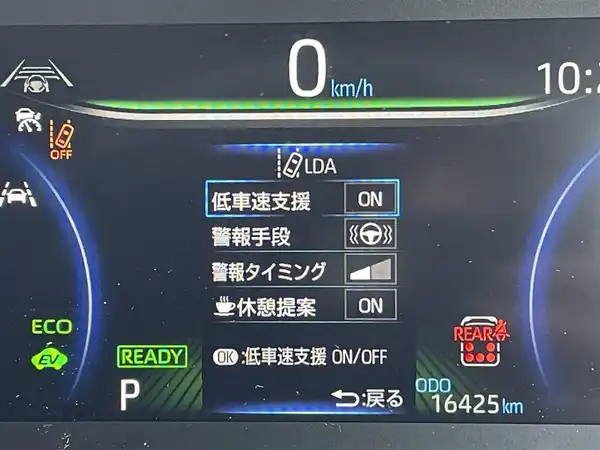 0 km/h
10:2
OFF
LDA
低車速支援 ON
警報手段
警報タイミング
休憩提案 ON
ECO
EV
READY
OK:低車速支援 ON/OFF
REAR
P
:戻る
ODO
16425 km